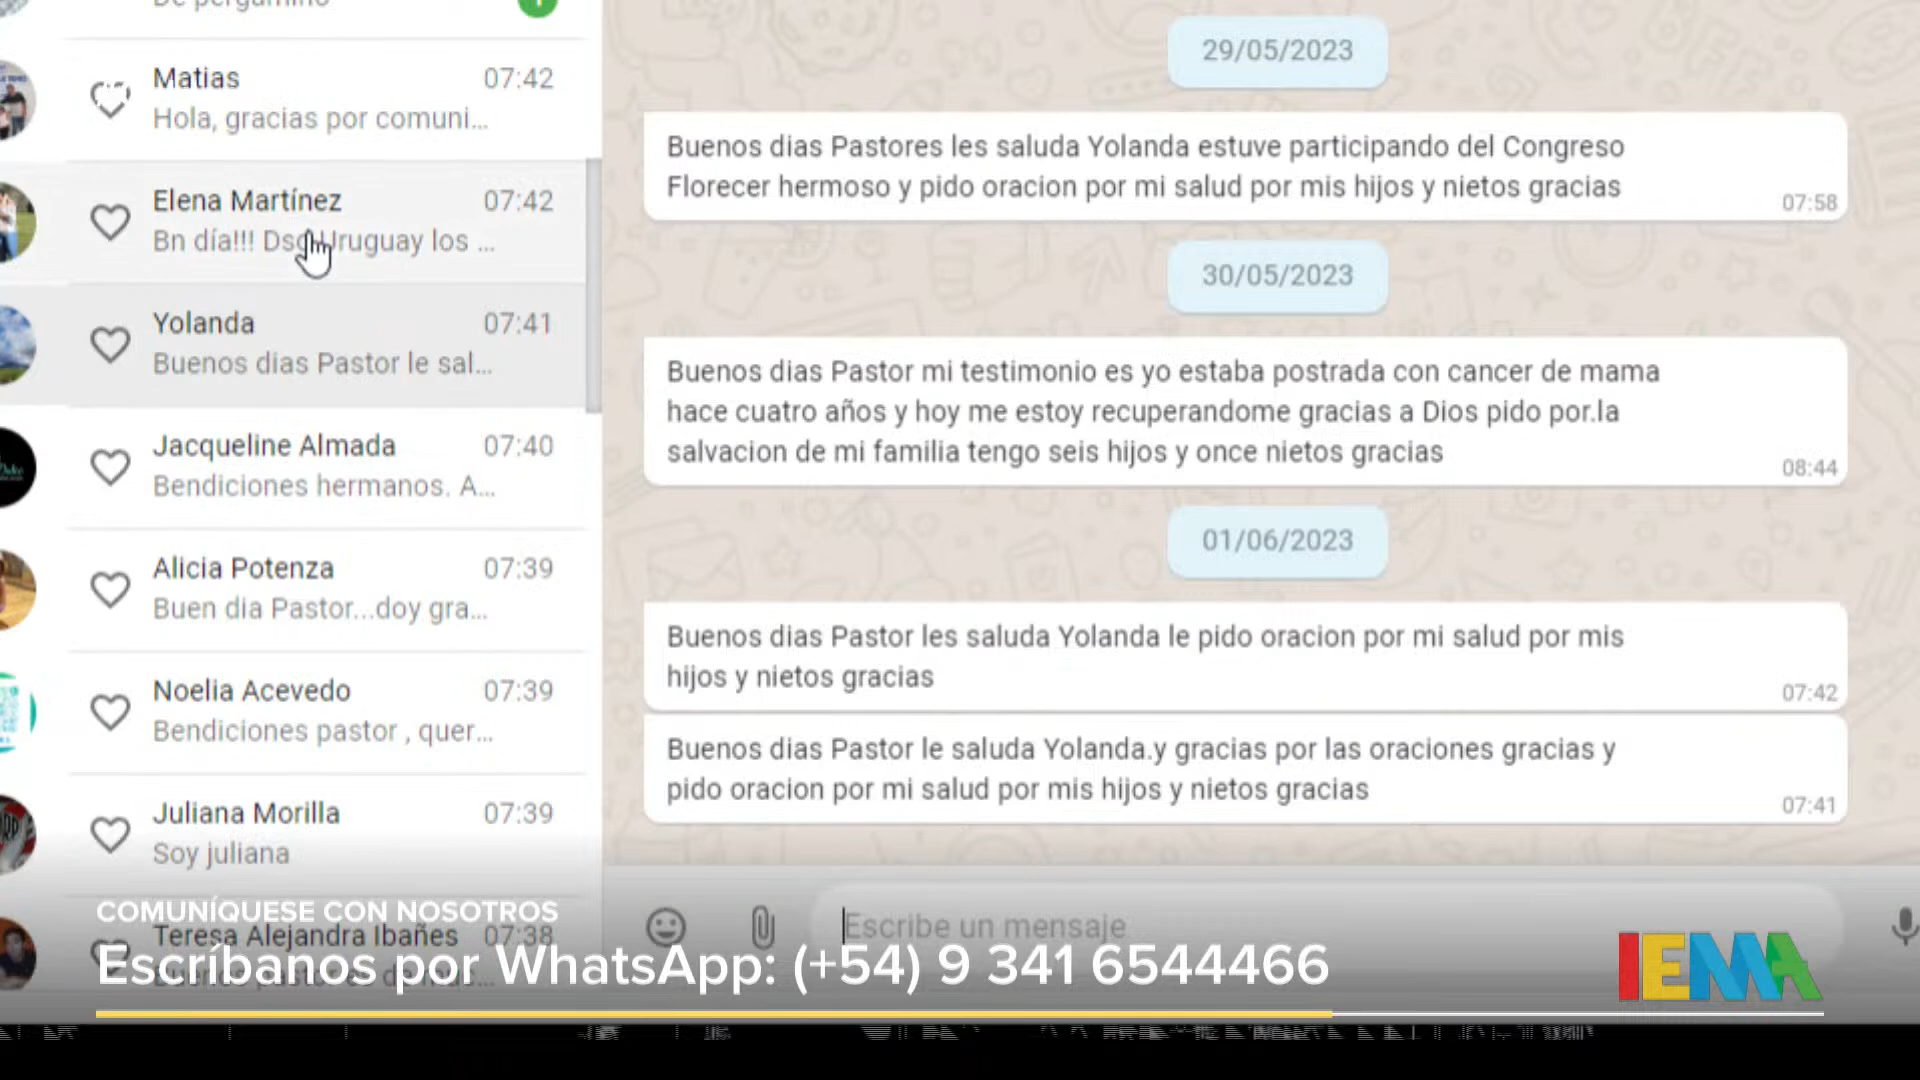 De pergamino
Matias 07:42
Hola, gracias por comuni...
Elena Martínez 07:42
Bn día!!! Dsd Uruguay los ...
Yolanda 07:41
Buenos dias Pastor le sal...
Jacqueline Almada 07:40
Bendiciones hermanos. A...
Alicia Potenza 07:39
Buen dia Pastor...doy gra...
Noelia Acevedo 07:39
Bendiciones pastor , quer...
Juliana Morilla 07:39
Soy juliana
Teresa Alejandra Ibañes 07:38
29/05/2023
Buenos dias Pastores les saluda Yolanda estuve participando del Congreso
Florecer hermoso y pido oracion por mi salud por mis hijos y nietos gracias
07:58
30/05/2023
Buenos dias Pastor mi testimonio es yo estaba postrada con cancer de mama
hace cuatro años y hoy me estoy recuperandome gracias a Dios pido por.la
salvacion de mi familia tengo seis hijos y once nietos gracias
08:44
01/06/2023
Buenos dias Pastor les saluda Yolanda le pido oracion por mi salud por mis
hijos y nietos gracias
07:42
Buenos dias Pastor le saluda Yolanda.y gracias por las oraciones gracias y
pido oracion por mi salud por mis hijos y nietos gracias
07:41
Escribe un mensaje
COMUNÍQUESE CON NOSOTROS
Escríbanos por WhatsApp: (+54) 9 341 6544466
IEMA